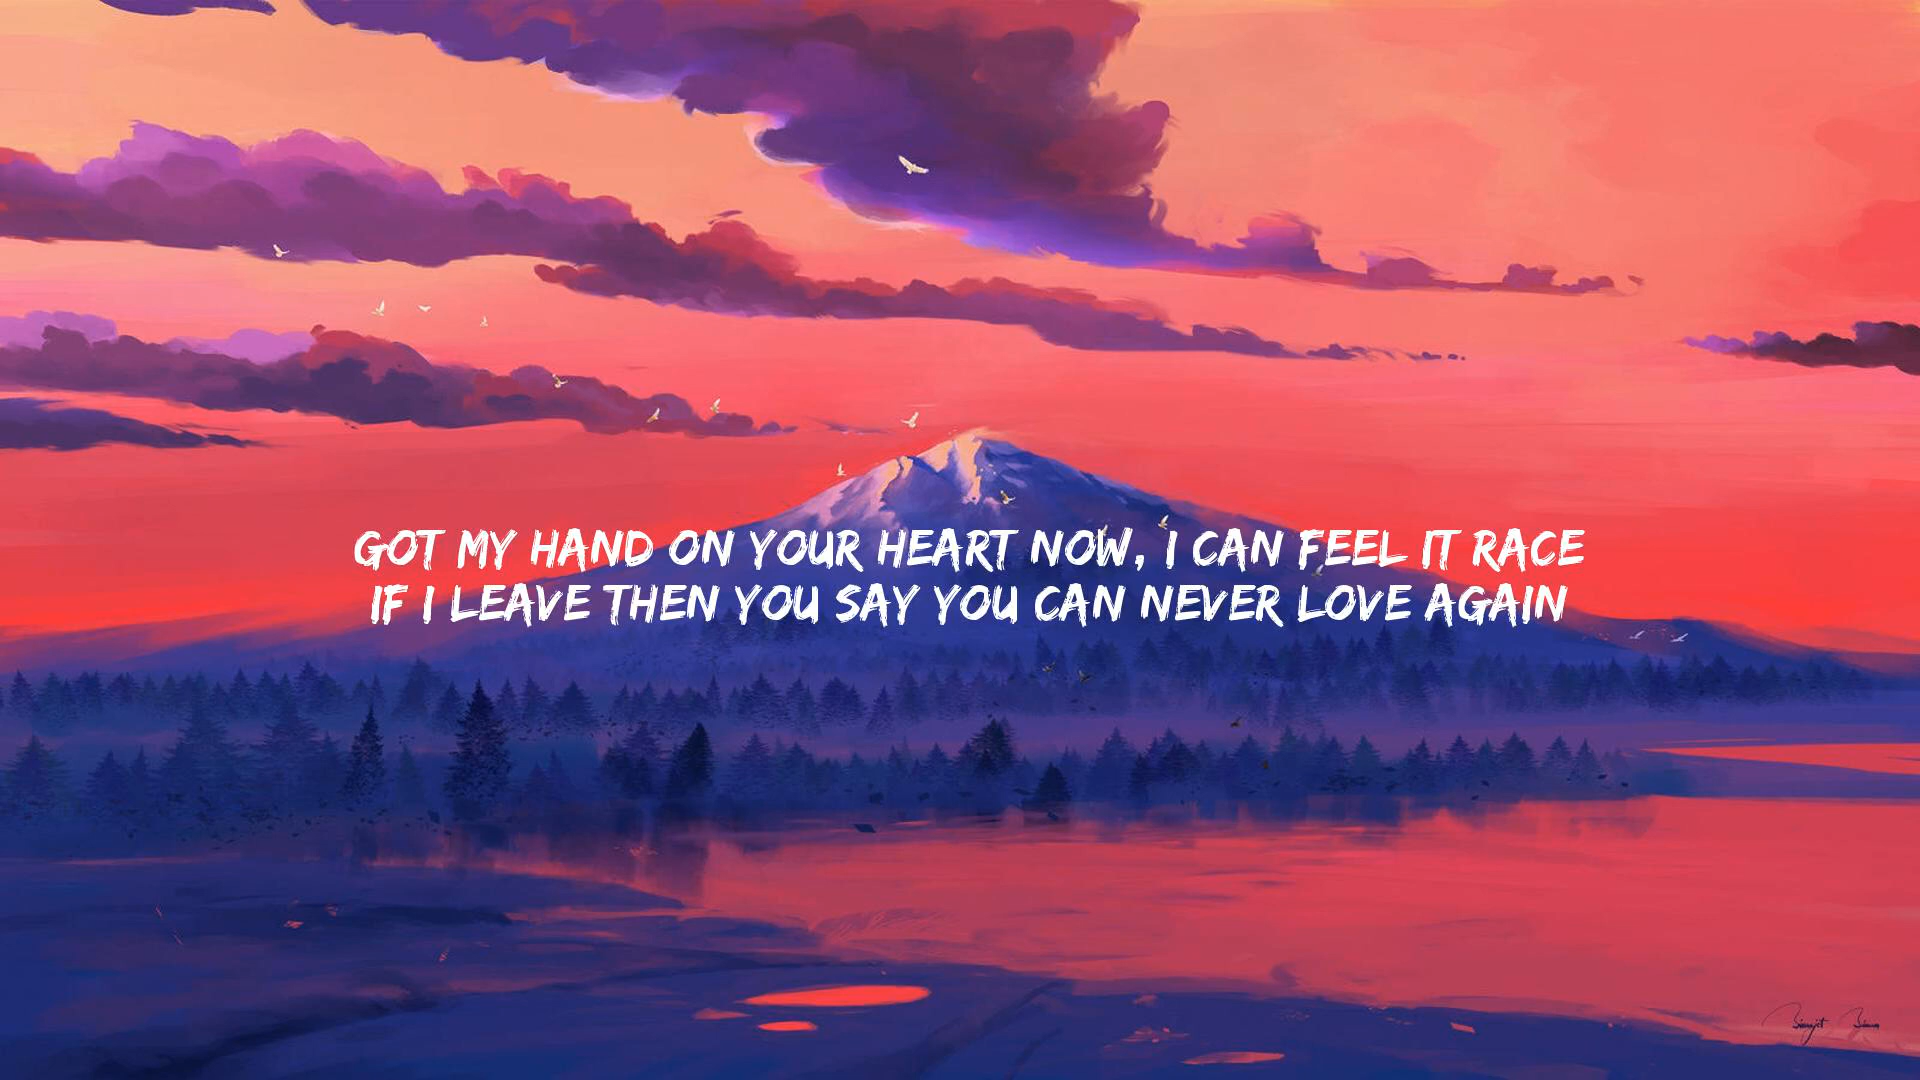 GOT MY HAND ON YOUR HEART NOW, I CAN FEEL IT RACE
IF I LEAVE THEN YOU SAY YOU CAN NEVER LOVE AGAIN